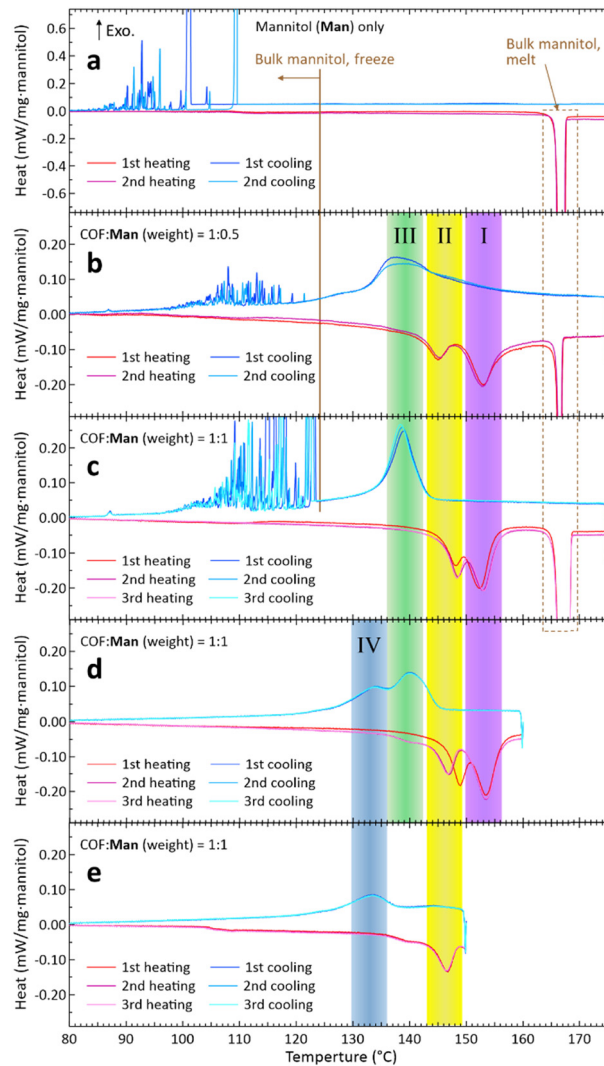 Exo.
Mannitol (Man) only
a
Bulk mannitol, freeze
Bulk mannitol,
melt
Heat (mW/mg·mannitol)
0.6
0.4
0.2
0.0
-0.2
-0.4
-0.6
1st heating 1st cooling
2nd heating 2nd cooling
COF:Man (weight) = 1:0.5
b
III II I
Heat (mW/mg·mannitol)
0.20
0.10
0.00
-0.10
-0.20
1st heating 1st cooling
2nd heating 2nd cooling
COF:Man (weight) = 1:1
c
Heat (mW/mg·mannitol)
0.20
0.10
0.00
-0.10
-0.20
1st heating 1st cooling
2nd heating 2nd cooling
3rd heating 3rd cooling
COF:Man (weight) = 1:1
d
IV
Heat (mW/mg·mannitol)
0.20
0.10
0.00
-0.10
-0.20
1st heating 1st cooling
2nd heating 2nd cooling
3rd heating 3rd cooling
COF:Man (weight) = 1:1
e
Heat (mW/mg·mannitol)
0.20
0.10
0.00
-0.10
-0.20
1st heating 1st cooling
2nd heating 2nd cooling
3rd heating 3rd cooling
80 90 100 110 120 130 140 150 160 170
Temperture (°C)